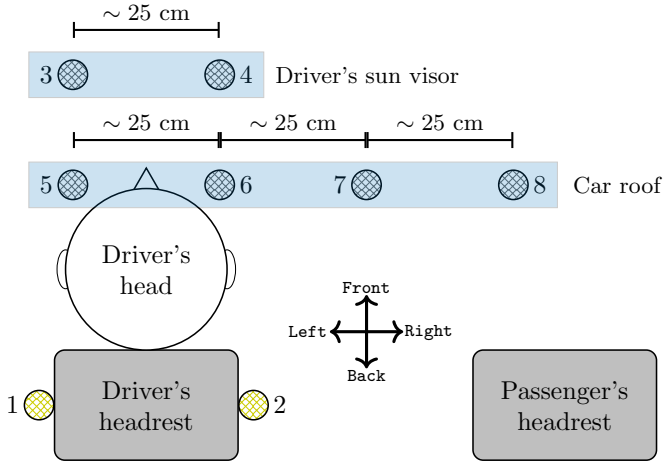 ∼ 25 cm
3 4 Driver's sun visor
∼ 25 cm ∼ 25 cm ∼ 25 cm
5 6 7 8 Car roof
Driver's
head
Front
Left Right
Back
1 Driver's
headrest 2
Passenger's
headrest